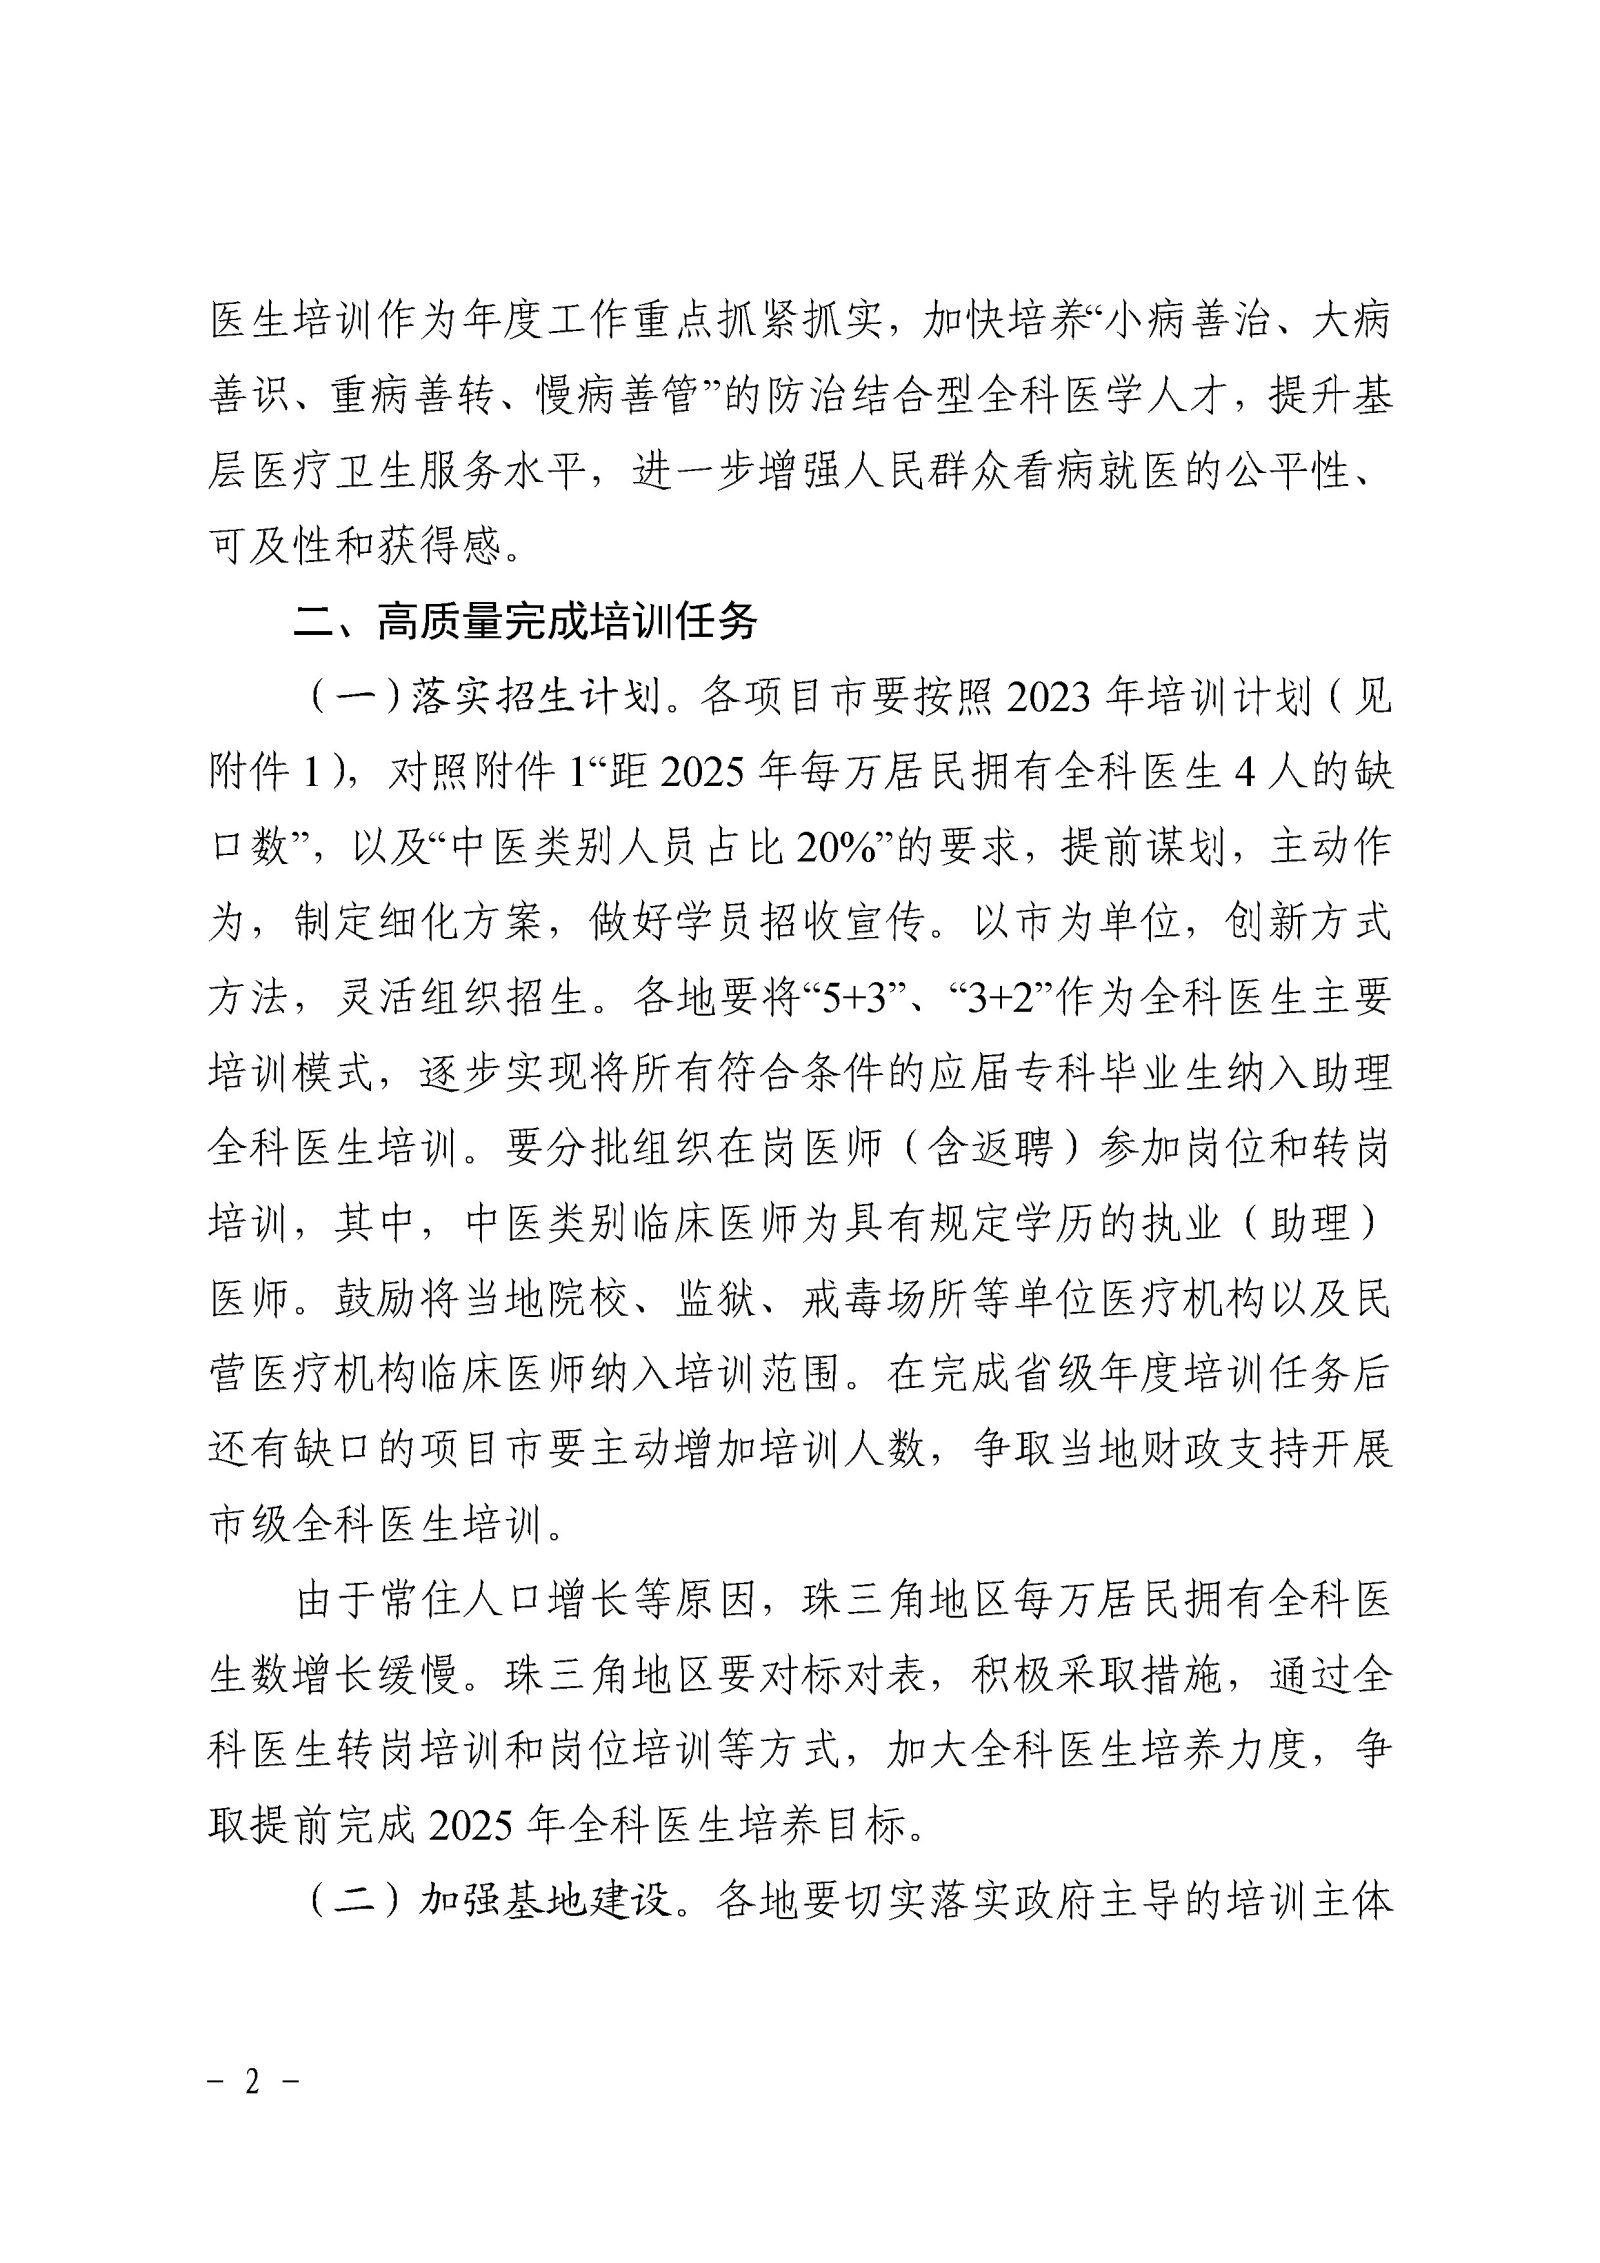 医生培训作为年度工作重点抓紧抓实，加快培养“小病善治、大病
善识、重病善转、慢病善管”的防治结合型全科医学人才，提升基
层医疗卫生服务水平，进一步增强人民群众看病就医的公平性、
可及性和获得感。
二、高质量完成培训任务
（一）落实招生计划。各项目市要按照 2023 年培训计划（见
附件 1），对照附件 1“距 2025 年每万居民拥有全科医生 4 人的缺
口数”，以及“中医类别人员占比 20%”的要求，提前谋划，主动作
为，制定细化方案，做好学员招收宣传。以市为单位，创新方式
方法，灵活组织招生。各地要将“5+3”、“3+2”作为全科医生主要
培训模式，逐步实现将所有符合条件的应届专科毕业生纳入助理
全科医生培训。要分批组织在岗医师（含返聘）参加岗位和转岗
培训，其中，中医类别临床医师为具有规定学历的执业（助理）
医师。鼓励将当地院校、监狱、戒毒场所等单位医疗机构以及民
营医疗机构临床医师纳入培训范围。在完成省级年度培训任务后
还有缺口的项目市要主动增加培训人数，争取当地财政支持开展
市级全科医生培训。
由于常住人口增长等原因，珠三角地区每万居民拥有全科医
生数增长缓慢。珠三角地区要对标对表，积极采取措施，通过全
科医生转岗培训和岗位培训等方式，加大全科医生培养力度，争
取提前完成 2025 年全科医生培养目标。
（二）加强基地建设。各地要切实落实政府主导的培训主体
－ 2 －